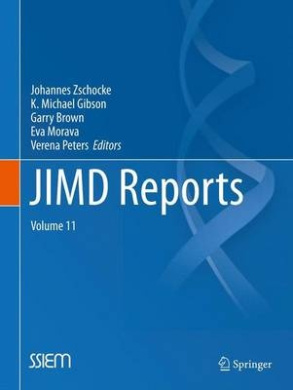 Johannes Zschocke
K. Michael Gibson
Garry Brown
Eva Morava
Verena Peters Editors
JIMD Reports
Volume 11
SSIEM
Springer